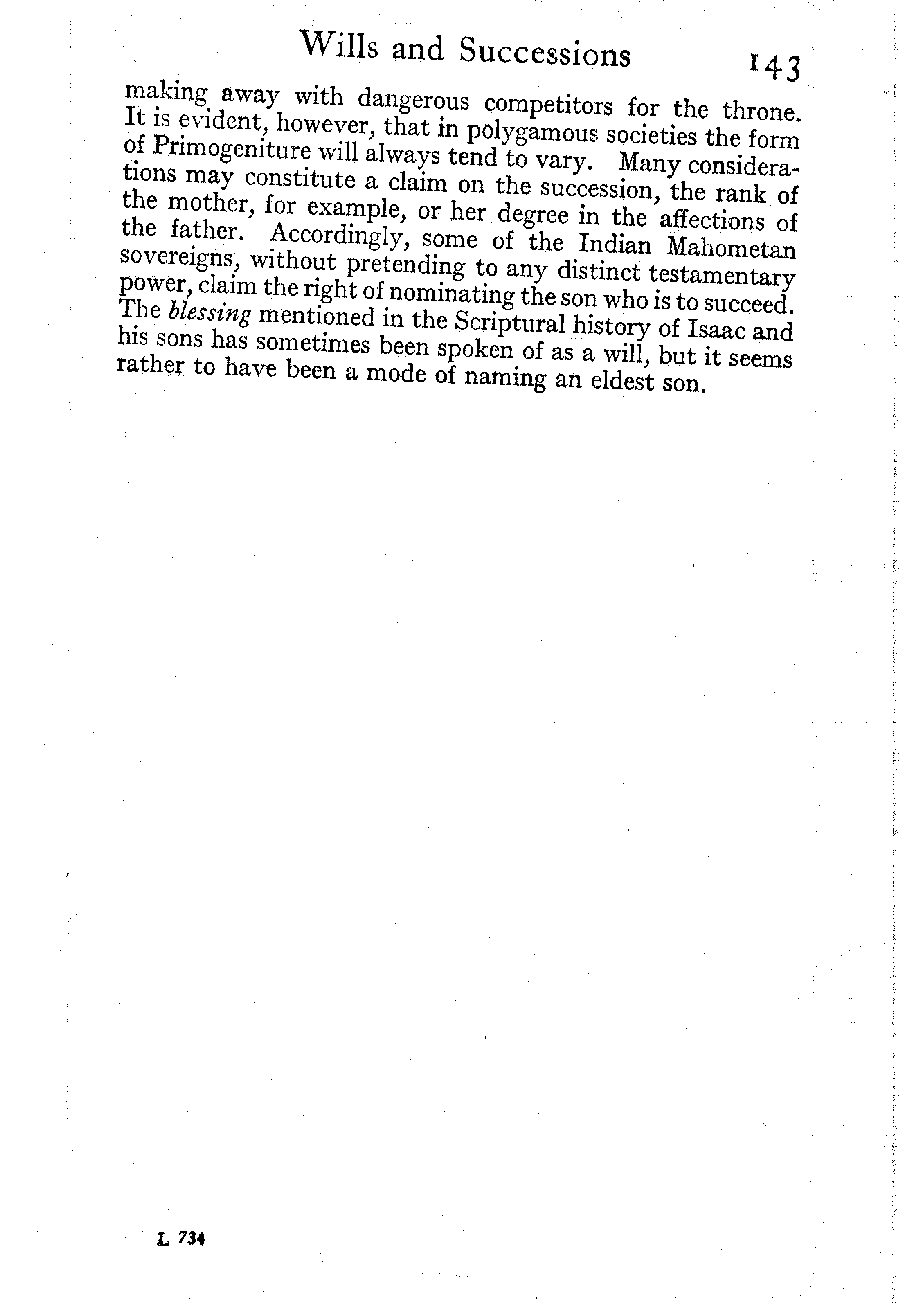 Wills and Successions 143
making away with dangerous competitors for the throne.
It is evident, however, that in polygamous societies the form
of Primogeniture will always tend to vary. Many considera-
tions may constitute a claim on the succession, the rank of
the mother, for example, or her degree in the affections of
the father. Accordingly, some of the Indian Mahometan
sovereigns, without pretending to any distinct testamentary
power, claim the right of nominating the son who is to succeed.
The blessing mentioned in the Scriptural history of Isaac and
his sons has sometimes been spoken of as a will, but it seems
rather to have been a mode of naming an eldest son.
L 734